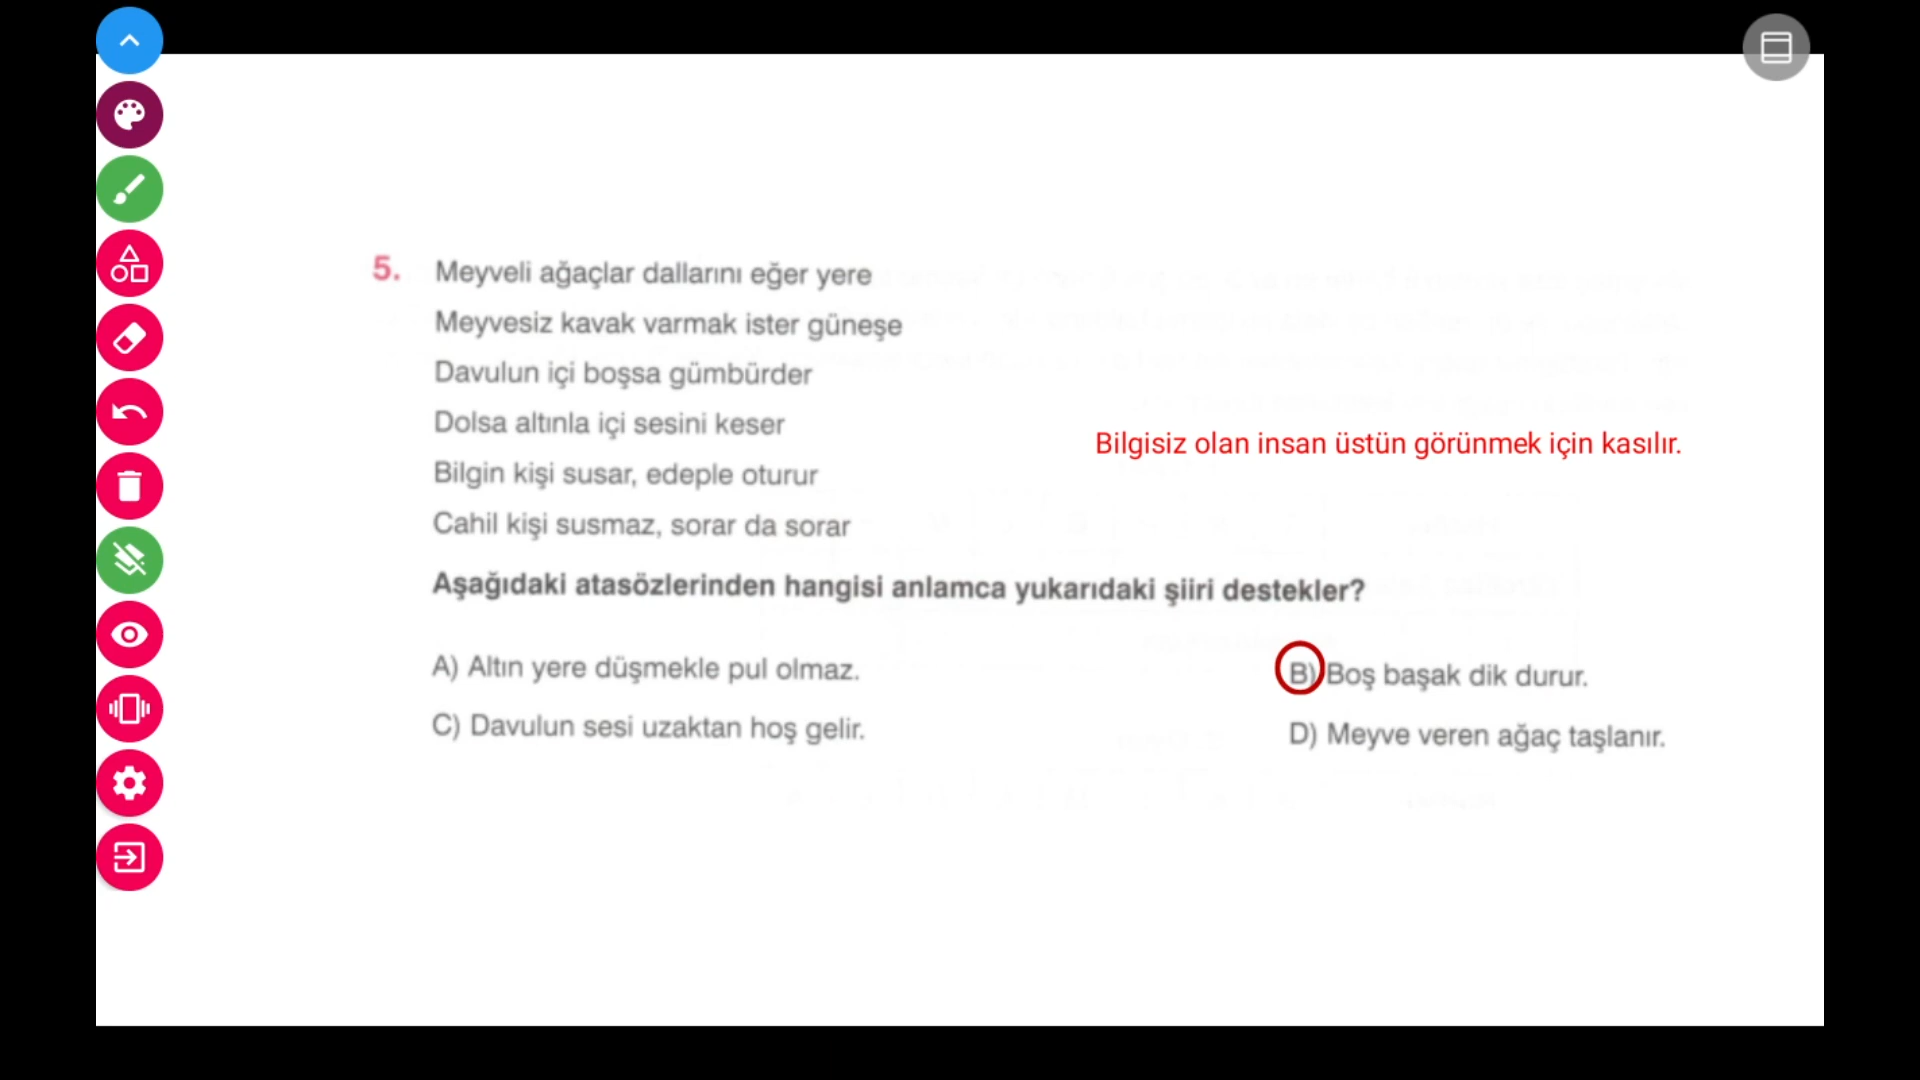 5. Meyveli ağaçlar dallarını eğer yere
Meyvesiz kavak varmak ister güneşe
Davulun içi boşsa gümbürder
Dolsa altınla içi sesini keser
Bilgin kişi susar, edeple oturur
Cahil kişi susmaz, sorar da sorar
Bilgisiz olan insan üstün görünmek için kasılır.
Aşağıdaki atasözlerinden hangisi anlamca yukarıdaki şiiri destekler?
A) Altın yere düşmekle pul olmaz.
B) Boş başak dik durur.
C) Davulun sesi uzaktan hoş gelir.
D) Meyve veren ağaç taşlanır.